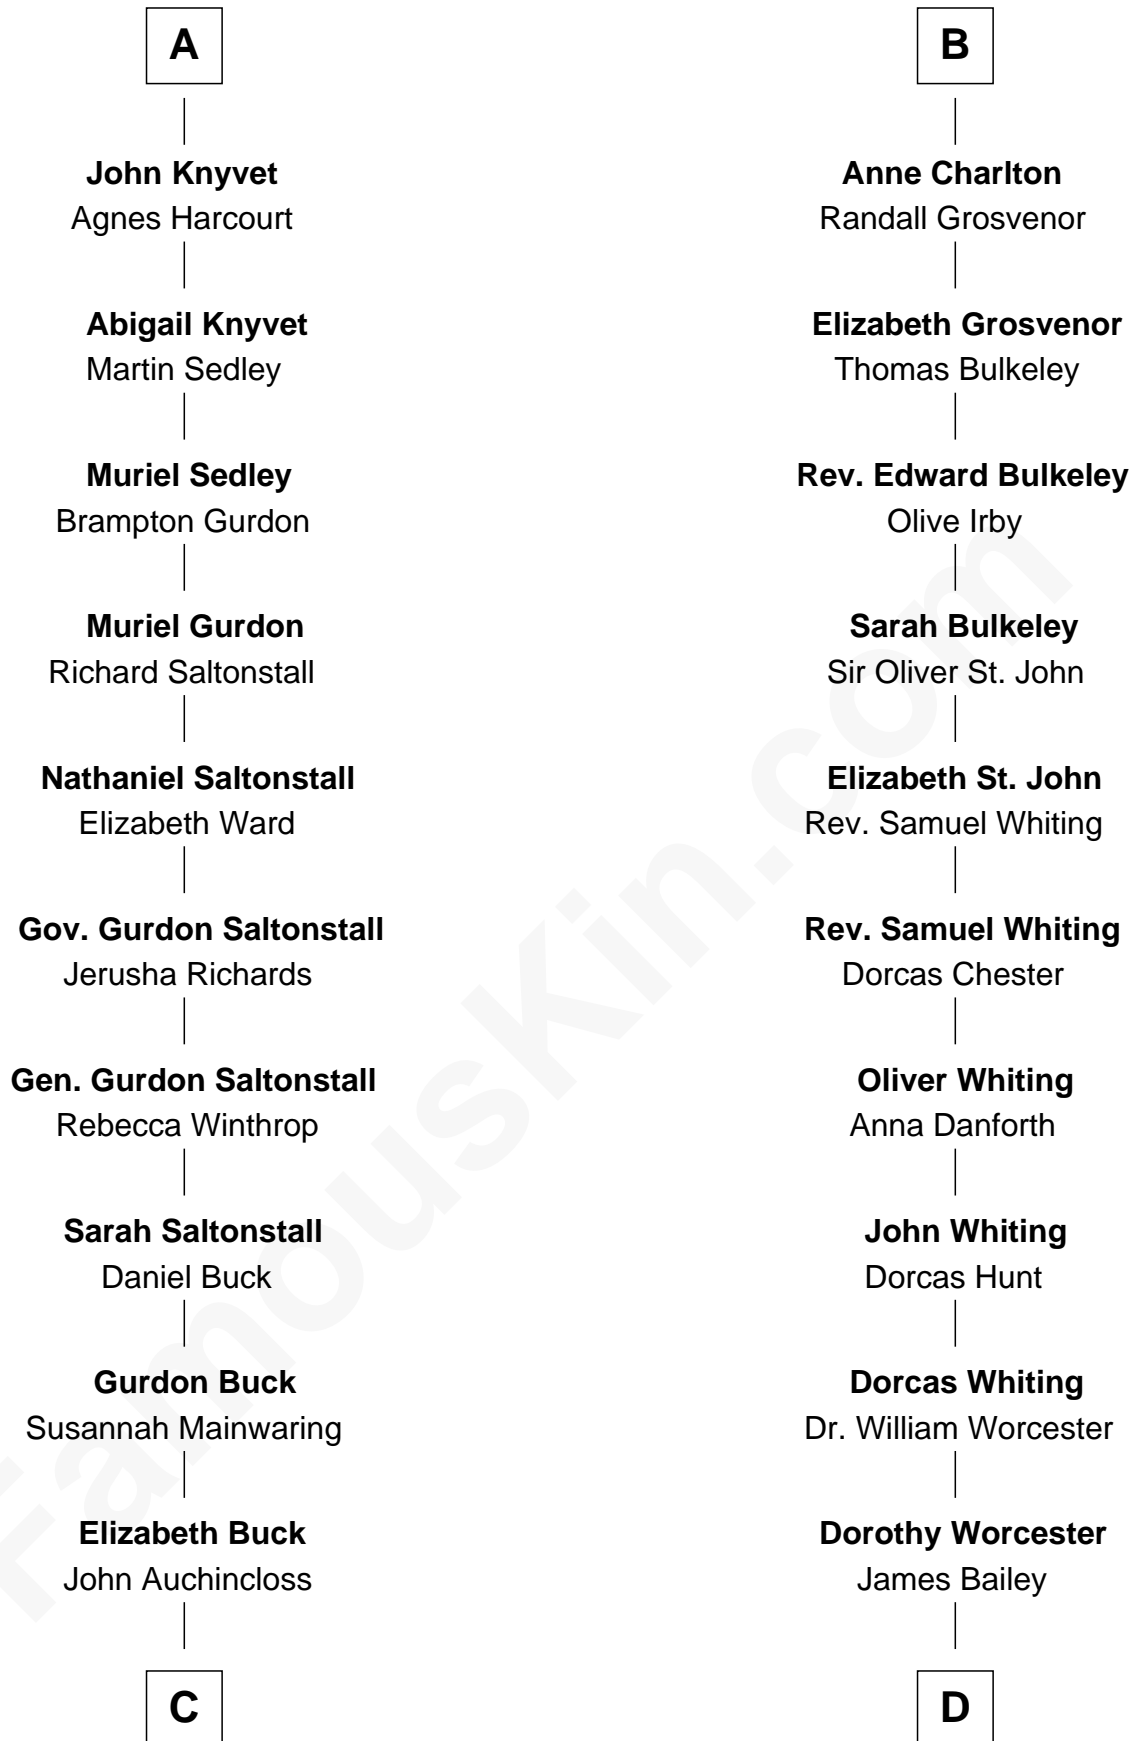 A
John Knyvet
Agnes Harcourt
Abigail Knyvet
Martin Sedley
Muriel Sedley
Brampton Gurdon
Muriel Gurdon
Richard Saltonstall
Nathaniel Saltonstall
Elizabeth Ward
Gov. Gurdon Saltonstall
Jerusha Richards
Gen. Gurdon Saltonstall
Rebecca Winthrop
Sarah Saltonstall
Daniel Buck
Gurdon Buck
Susannah Mainwaring
Elizabeth Buck
John Auchincloss
C
B
Anne Charlton
Randall Grosvenor
Elizabeth Grosvenor
Thomas Bulkeley
Rev. Edward Bulkeley
Olive Irby
Sarah Bulkeley
Sir Oliver St. John
Elizabeth St. John
Rev. Samuel Whiting
Rev. Samuel Whiting
Dorcas Chester
Oliver Whiting
Anna Danforth
John Whiting
Dorcas Hunt
Dorcas Whiting
Dr. William Worcester
Dorothy Worcester
James Bailey
D
FamousKin.com